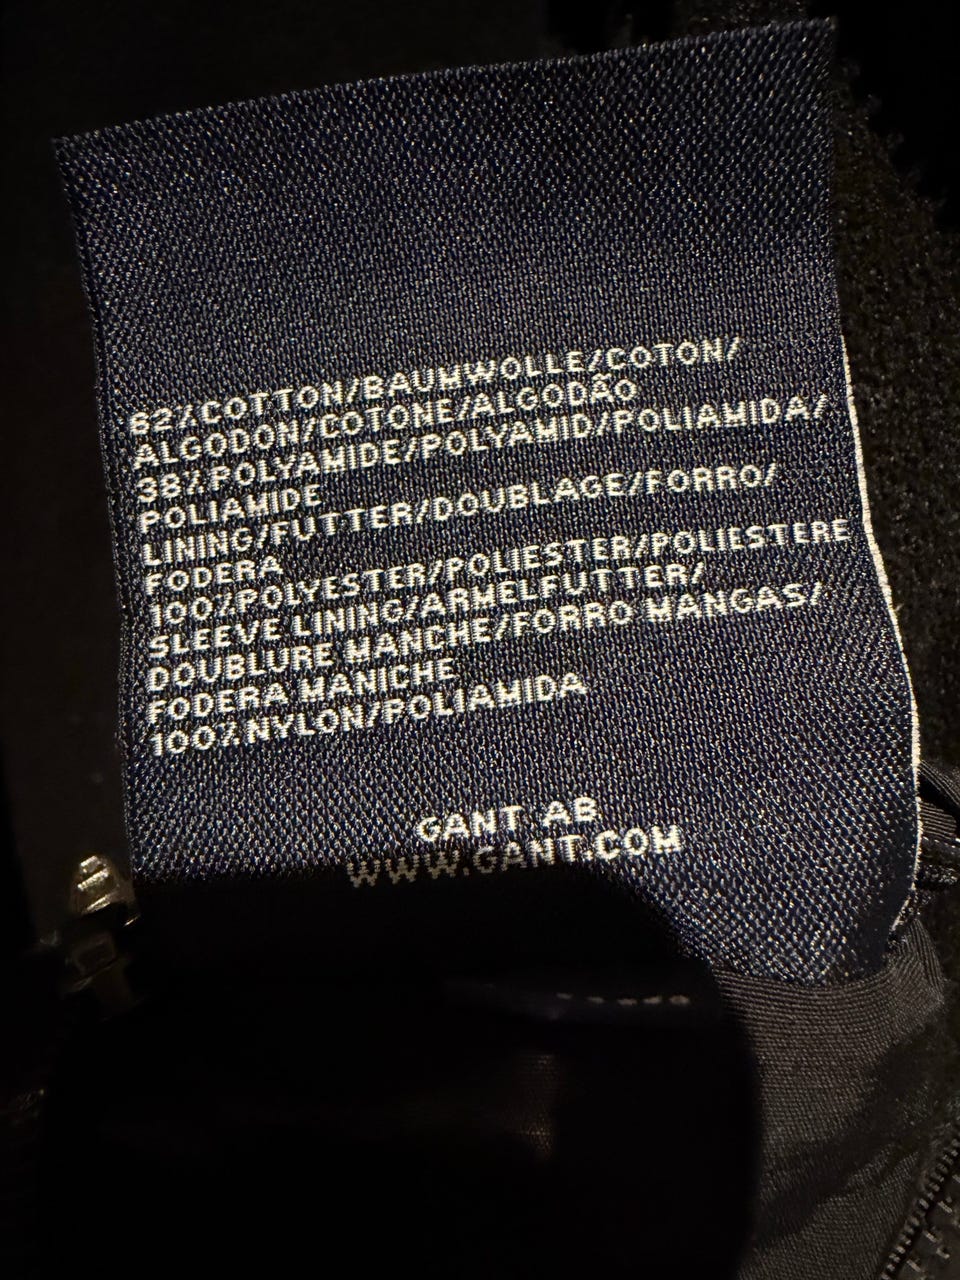 62%COTTON/BAUMWOLLE/COTON/
ALGODON/COTONE/ALGODÃO
38%POLYAMIDE/POLYAMID/POLIAMIDA/
POLIAMIDE
LINING/FUTTER/DOUBLAGE/FORRO/
FODERA
100%POLYESTER/POLIESTER/POLIESTERE
SLEEVE LINING/ARMELFUTTER/
DOUBLURE MANCHE/FORRO MANGAS/
FODERA MANICHE
100%NYLON/POLIAMIDA
GANT AB
WWW.GANT.COM